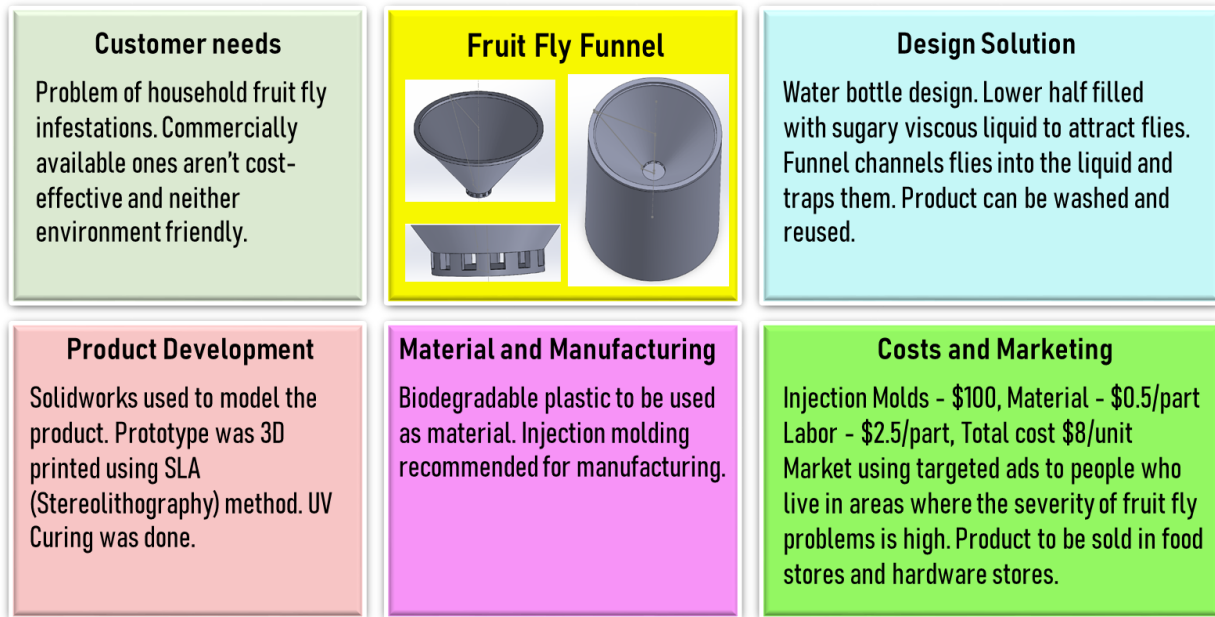 Customer needs
Problem of household fruit fly
infestations. Commercially
available ones aren't cost-
effective and neither
environment friendly.
Fruit Fly Funnel
Design Solution
Water bottle design. Lower half filled
with sugary viscous liquid to attract flies.
Funnel channels flies into the liquid and
traps them. Product can be washed and
reused.
Product Development
Solidworks used to model the
product. Prototype was 3D
printed using SLA
(Stereolithography) method. UV
Curing was done.
Material and Manufacturing
Biodegradable plastic to be used
as material. Injection molding
recommended for manufacturing.
Costs and Marketing
Injection Molds - $100, Material - $0.5/part
Labor - $2.5/part, Total cost $8/unit
Market using targeted ads to people who
live in areas where the severity of fruit fly
problems is high. Product to be sold in food
stores and hardware stores.